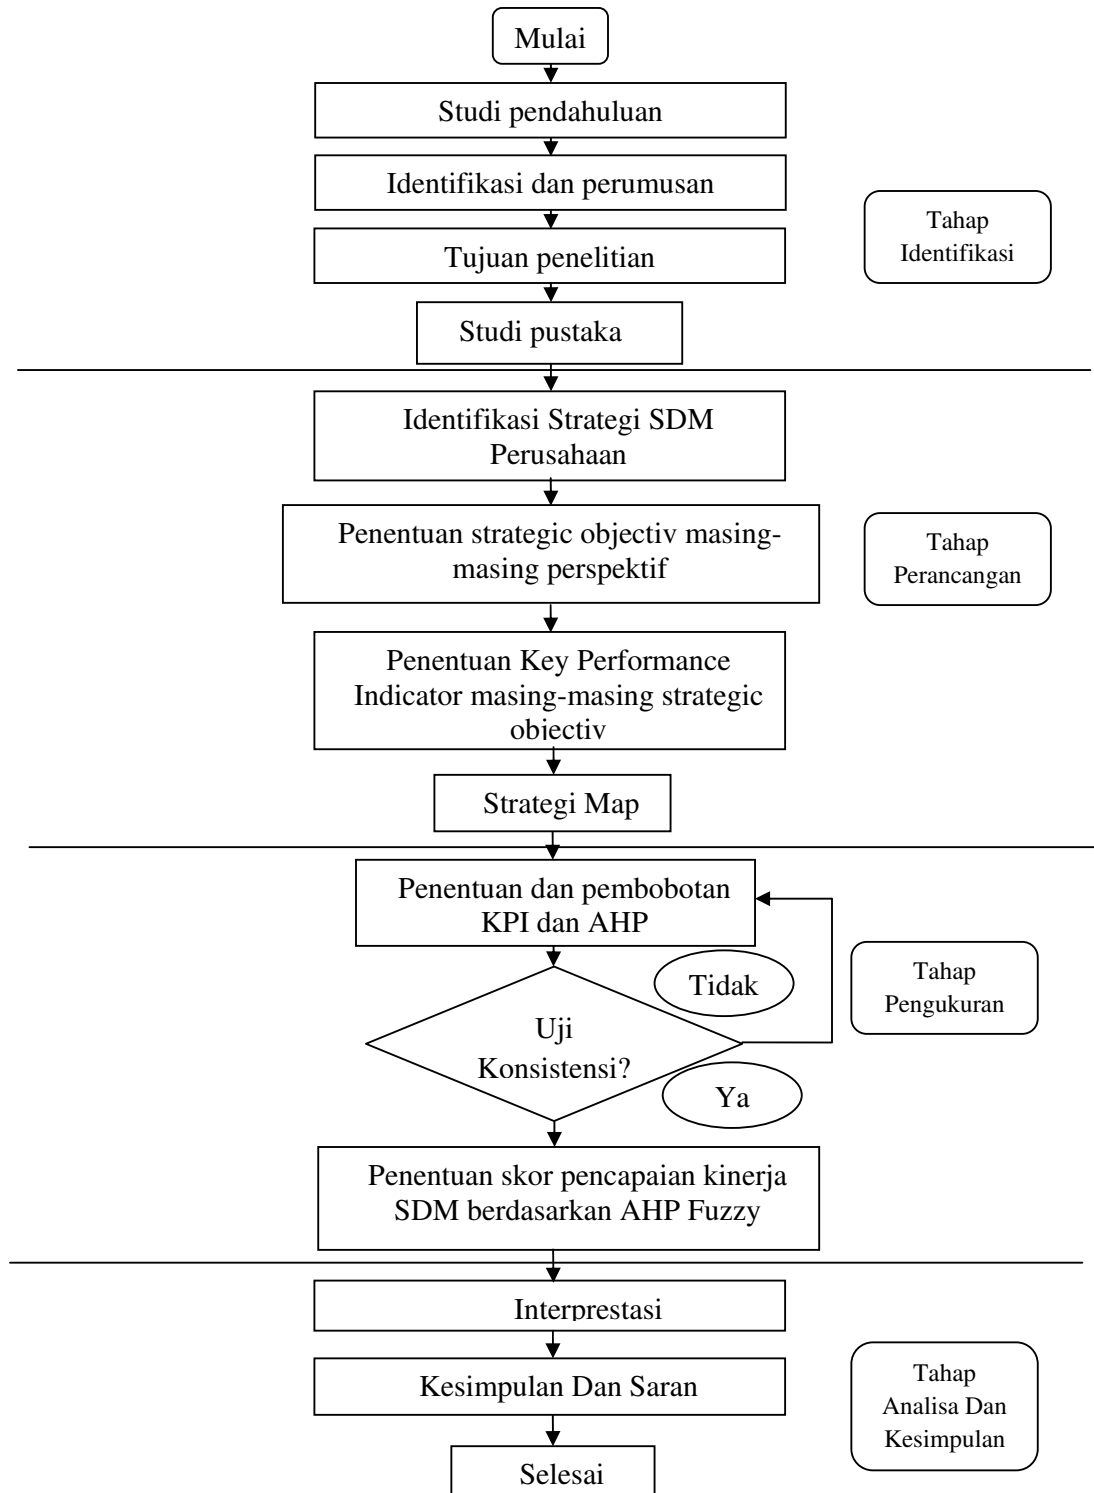 Mulai
Studi pendahuluan
Identifikasi dan perumusan
Tujuan penelitian
Studi pustaka
Tahap
Identifikasi
Identifikasi Strategi SDM
Perusahaan
Penentuan strategic objectiv masing-
masing perspektif
Penentuan Key Performance
Indicator masing-masing strategic
objectiv
Strategi Map
Tahap
Perancangan
Penentuan dan pembobotan
KPI dan AHP
Tidak
Uji
Konsistensi?
Ya
Penentuan skor pencapaian kinerja
SDM berdasarkan AHP Fuzzy
Tahap
Pengukuran
Interprestasi
Kesimpulan Dan Saran
Selesai
Tahap
Analisa Dan
Kesimpulan